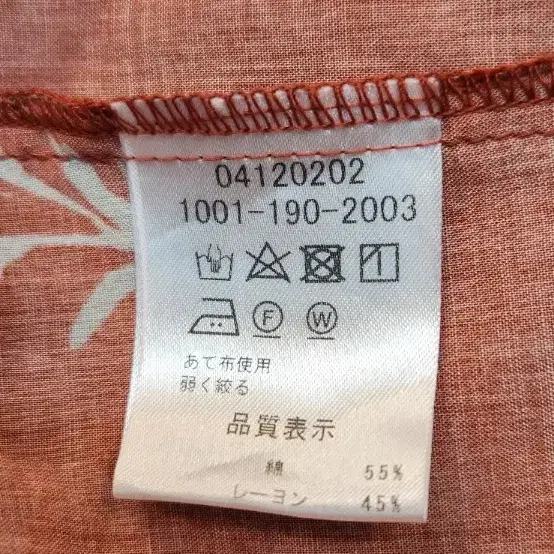 04120202
1001-190-2003
Ⓕ Ⓦ
あて布使用
弱く絞る
品質表示
綿 55%
レーヨン 45%